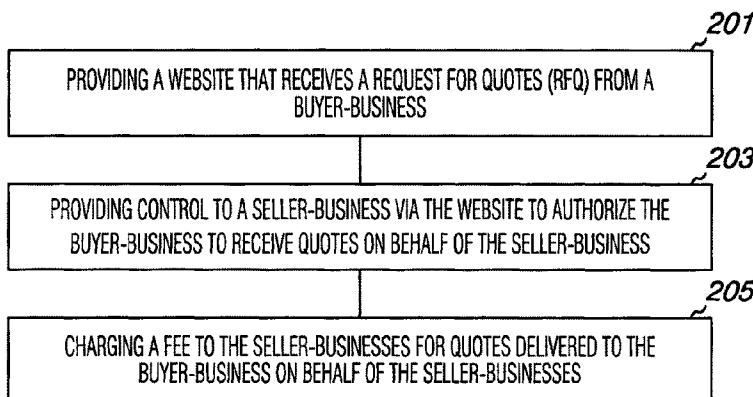 201
PROVIDING A WEBSITE THAT RECEIVES A REQUEST FOR QUOTES (RFQ) FROM A
BUYER-BUSINESS
203
PROVIDING CONTROL TO A SELLER-BUSINESS VIA THE WEBSITE TO AUTHORIZE THE
BUYER-BUSINESS TO RECEIVE QUOTES ON BEHALF OF THE SELLER-BUSINESS
205
CHARGING A FEE TO THE SELLER-BUSINESSES FOR QUOTES DELIVERED TO THE
BUYER-BUSINESS ON BEHALF OF THE SELLER-BUSINESSES